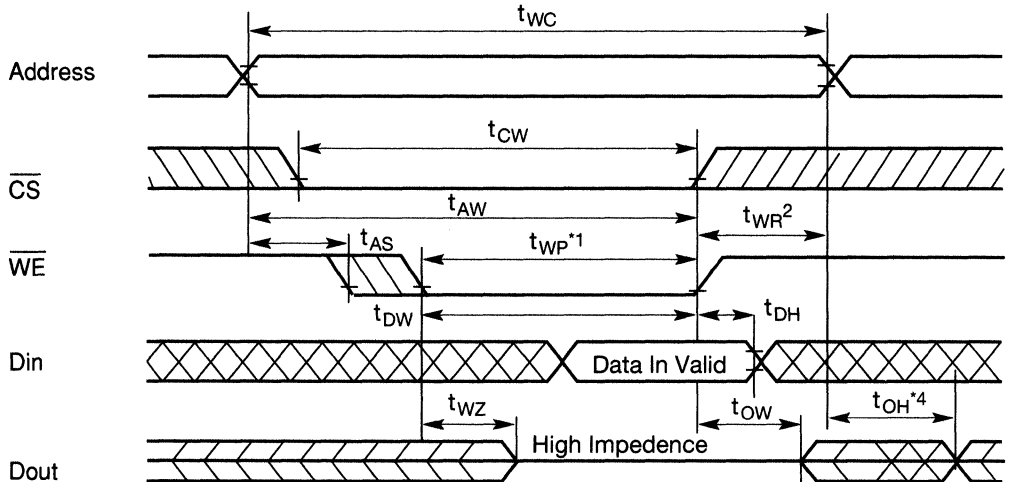 tWC
Address
tCW
CS
tAW
tWR2
tAS
tWP*1
WE
tDW
tDH
Din
Data In Valid
tWZ
tOW
tOH*4
High Impedence
Dout